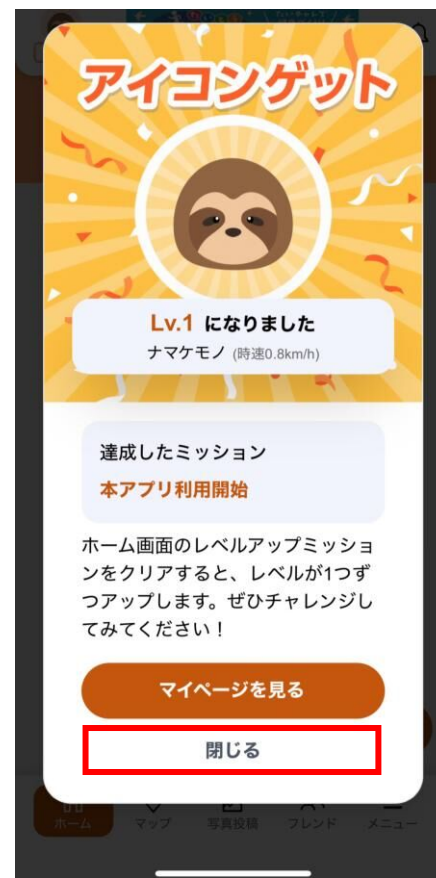 アイコンゲット
Lv.1 になりました
ナマケモノ (時速0.8km/h)
達成したミッション
本アプリ利用開始
ホーム画面のレベルアップミッショ
ンをクリアすると、レベルが1つず
つアップします。ぜひチャレンジし
てみてください！
マイページを見る
閉じる
ホーム マップ 写真投稿 フレンド メニュー